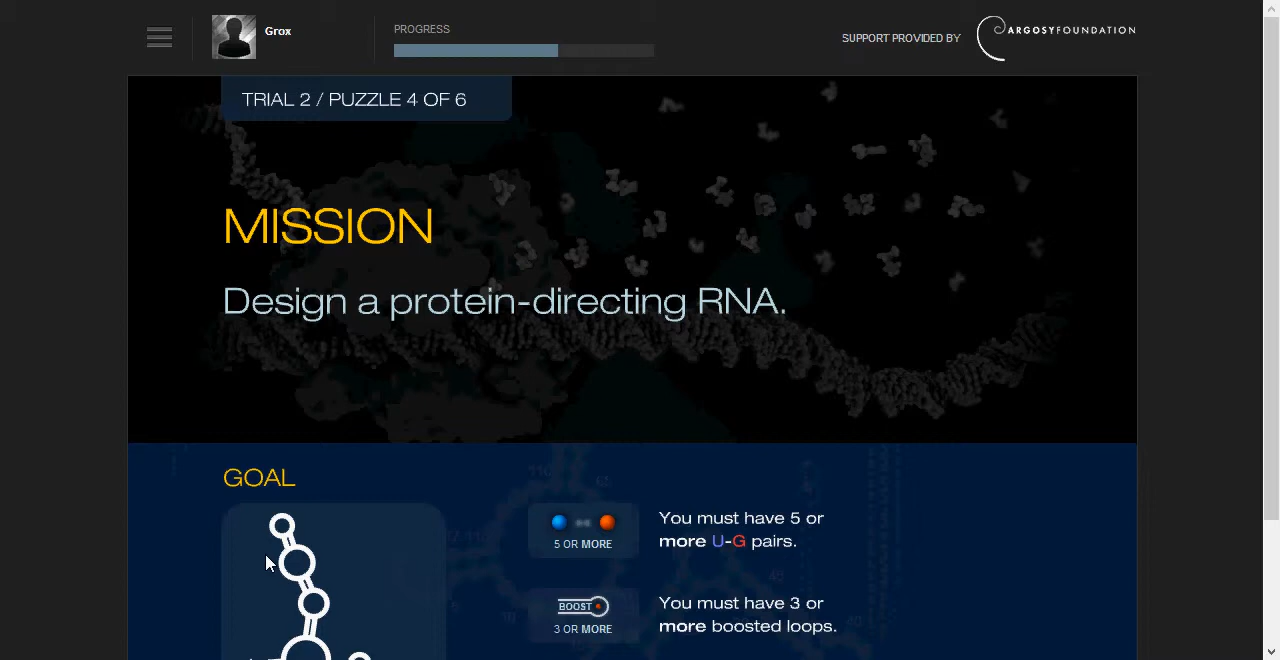 Grox
PROGRESS
SUPPORT PROVIDED BY
ARGOSYFOUNDATION
TRIAL 2 / PUZZLE 4 OF 6
MISSION
Design a protein-directing RNA.
GOAL
5 OR MORE
You must have 5 or
more U-G pairs.
BOOST
3 OR MORE
You must have 3 or
more boosted loops.